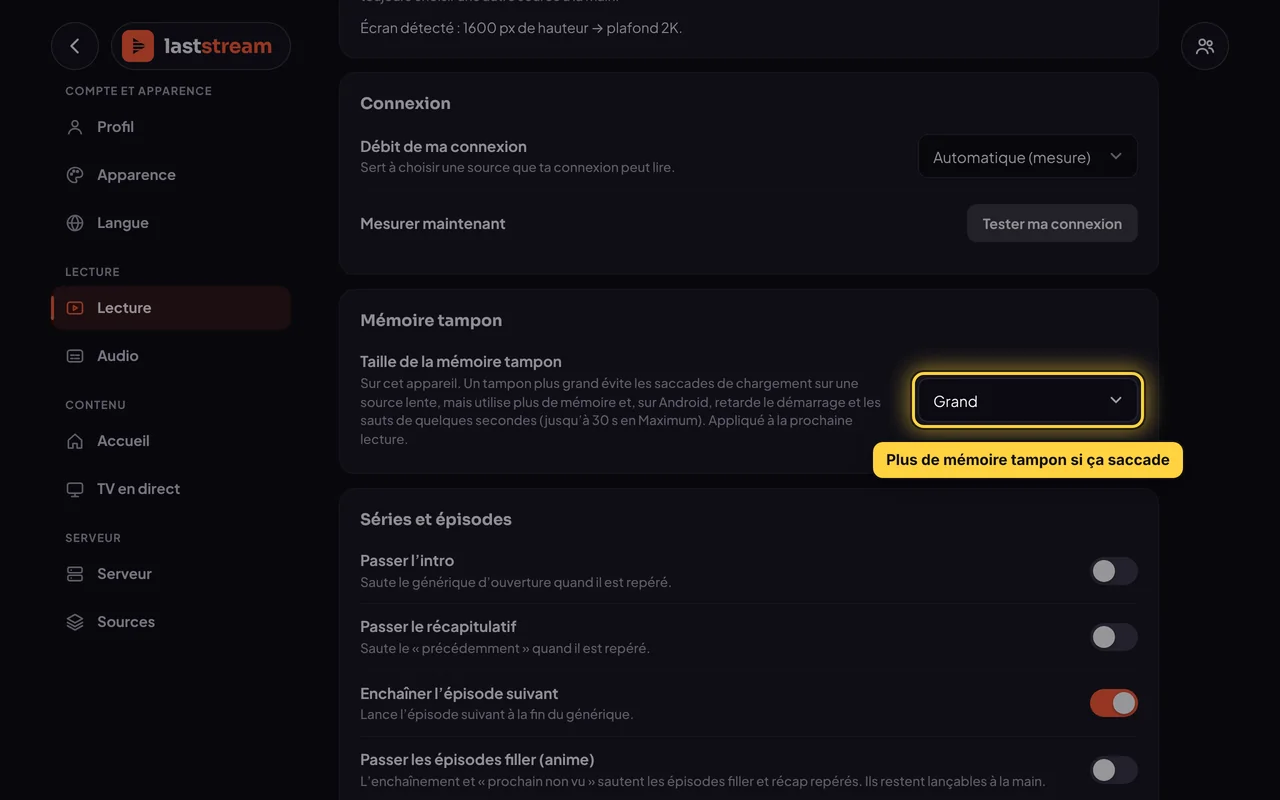 Écran détecté : 1600 px de hauteur → plafond 2K.
laststream
COMPTE ET APPARENCE
Profil
Apparence
Langue
LECTURE
Lecture
Audio
CONTENU
Accueil
TV en direct
SERVEUR
Serveur
Sources
Connexion
Débit de ma connexion
Sert à choisir une source que ta connexion peut lire.
Automatique (mesure)
Mesurer maintenant
Tester ma connexion
Mémoire tampon
Taille de la mémoire tampon
Sur cet appareil. Un tampon plus grand évite les saccades de chargement sur une
source lente, mais utilise plus de mémoire et, sur Android, retarde le démarrage et les
sauts de quelques secondes (jusqu’à 30 s en Maximum). Appliqué à la prochaine
lecture.
Grand
Plus de mémoire tampon si ça saccade
Séries et épisodes
Passer l’intro
Saute le générique d’ouverture quand il est repéré.
Passer le récapitulatif
Saute le « précédemment » quand il est repéré.
Enchaîner l’épisode suivant
Lance l’épisode suivant à la fin du générique.
Passer les épisodes filler (anime)
L’enchaînement et « prochain non vu » sautent les épisodes filler et récap repérés. Ils restent lançables à la main.